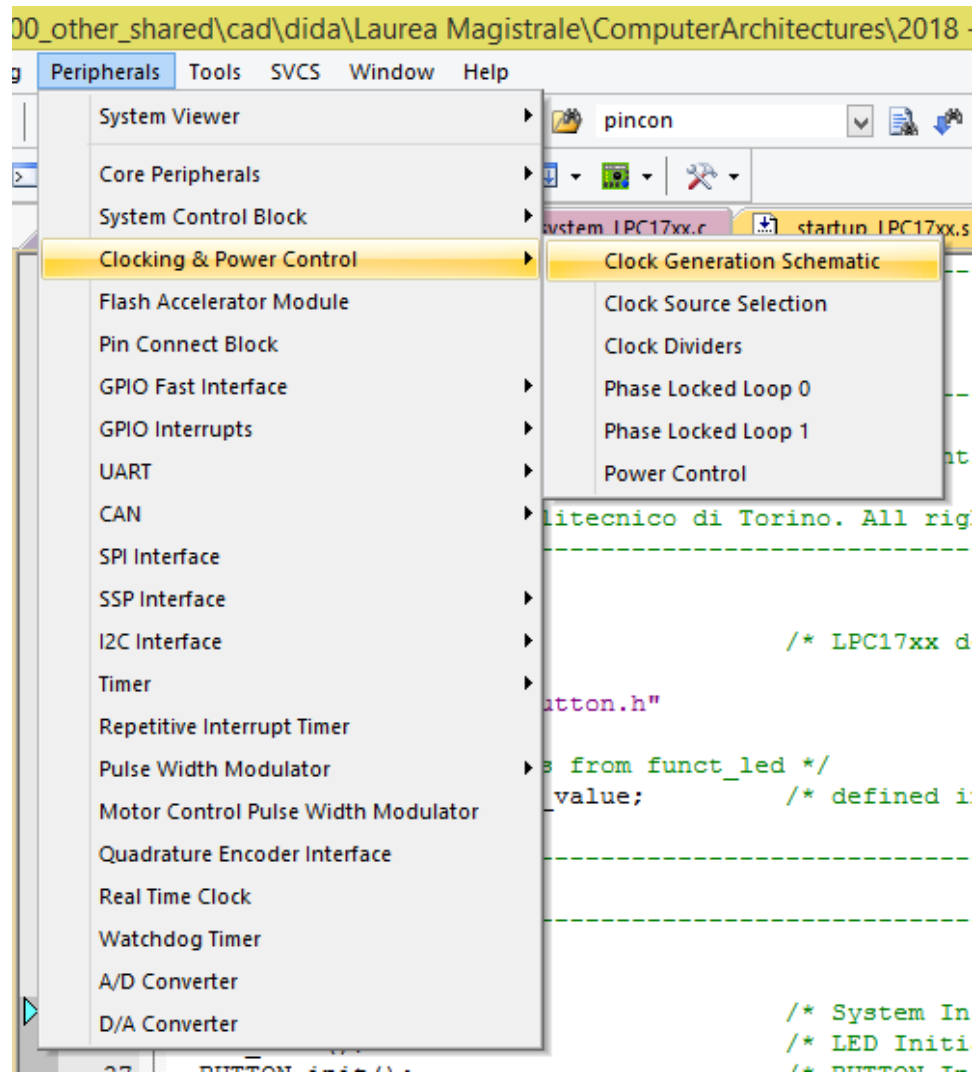 00_other_shared\cad\dida\Laurea Magistrale\ComputerArchitectures\2018 -
g Peripherals Tools SVCS Window Help
System Viewer
pincon
Core Peripherals
System Control Block
system_LPC17xx.c startup_LPC17xx.s
Clocking & Power Control
Clock Generation Schematic
Flash Accelerator Module
Clock Source Selection
Pin Connect Block
Clock Dividers
GPIO Fast Interface
Phase Locked Loop 0
GPIO Interrupts
Phase Locked Loop 1
UART
Power Control
CAN
litecnico di Torino. All rig
SPI Interface
SSP Interface
I2C Interface
/* LPC17xx d
Timer
utton.h"
Repetitive Interrupt Timer
Pulse Width Modulator
s from funct_led */
Motor Control Pulse Width Modulator
_value; /* defined i
Quadrature Encoder Interface
Real Time Clock
Watchdog Timer
A/D Converter
/* System In
D/A Converter
/* LED Initi
27 BUTTON_init(); /* BUTTON In